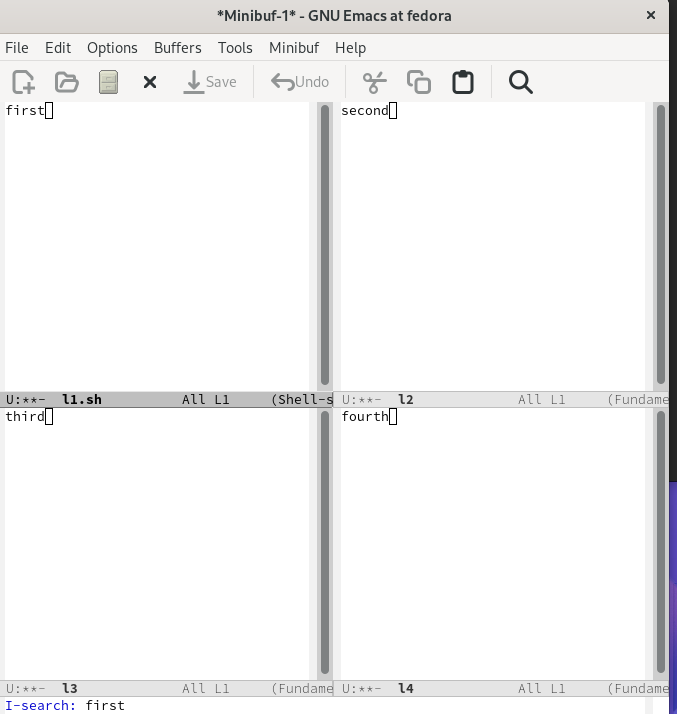 *Minibuf-1* - GNU Emacs at fedora ×
File Edit Options Buffers Tools Minibuf Help
Save Undo
first
second
U:**- l1.sh All L1 (Shell-s
U:**- l2 All L1 (Fundame
third
fourth
U:**- l3 All L1 (Fundame
U:**- l4 All L1 (Fundame
I-search: first